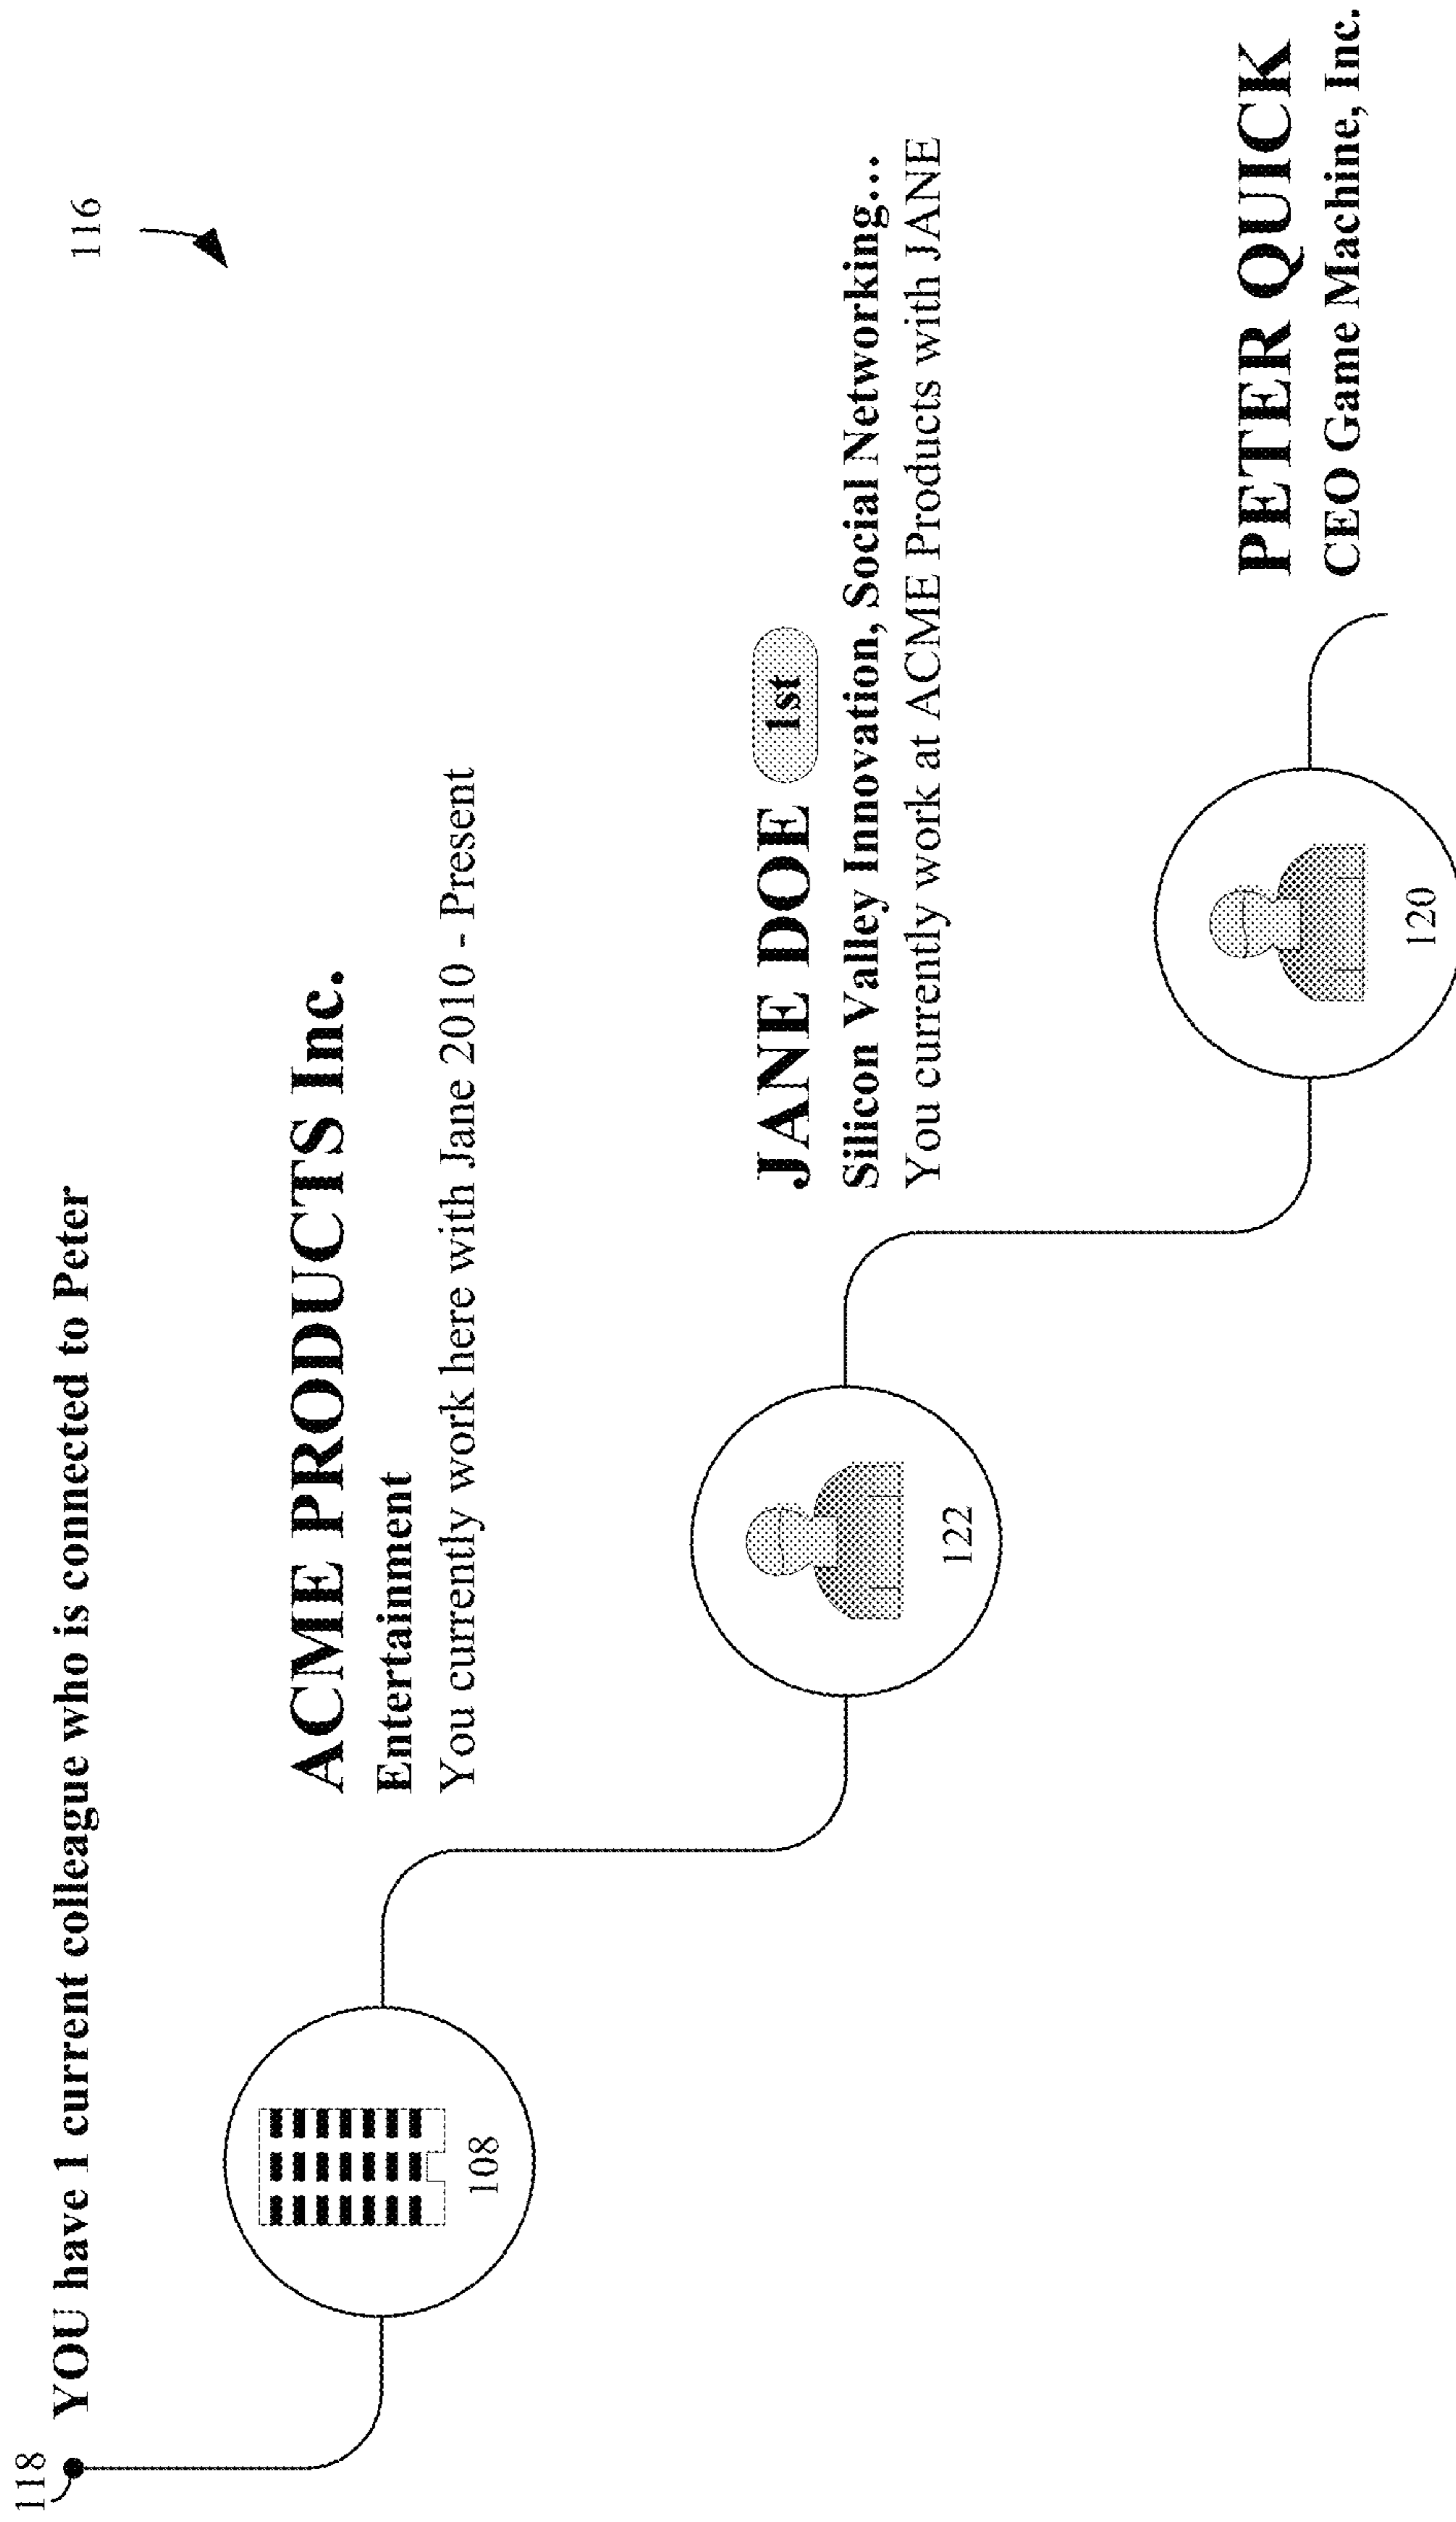 116
118
YOU have 1 current colleague who is connected to Peter
ACME PRODUCTS Inc.
Entertainment
You currently work here with Jane 2010 - Present
108
JANE DOE 1st
Silicon Valley Innovation, Social Networking...
You currently work at ACME Products with JANE
122
PETER QUICK
CEO Game Machine, Inc.
120